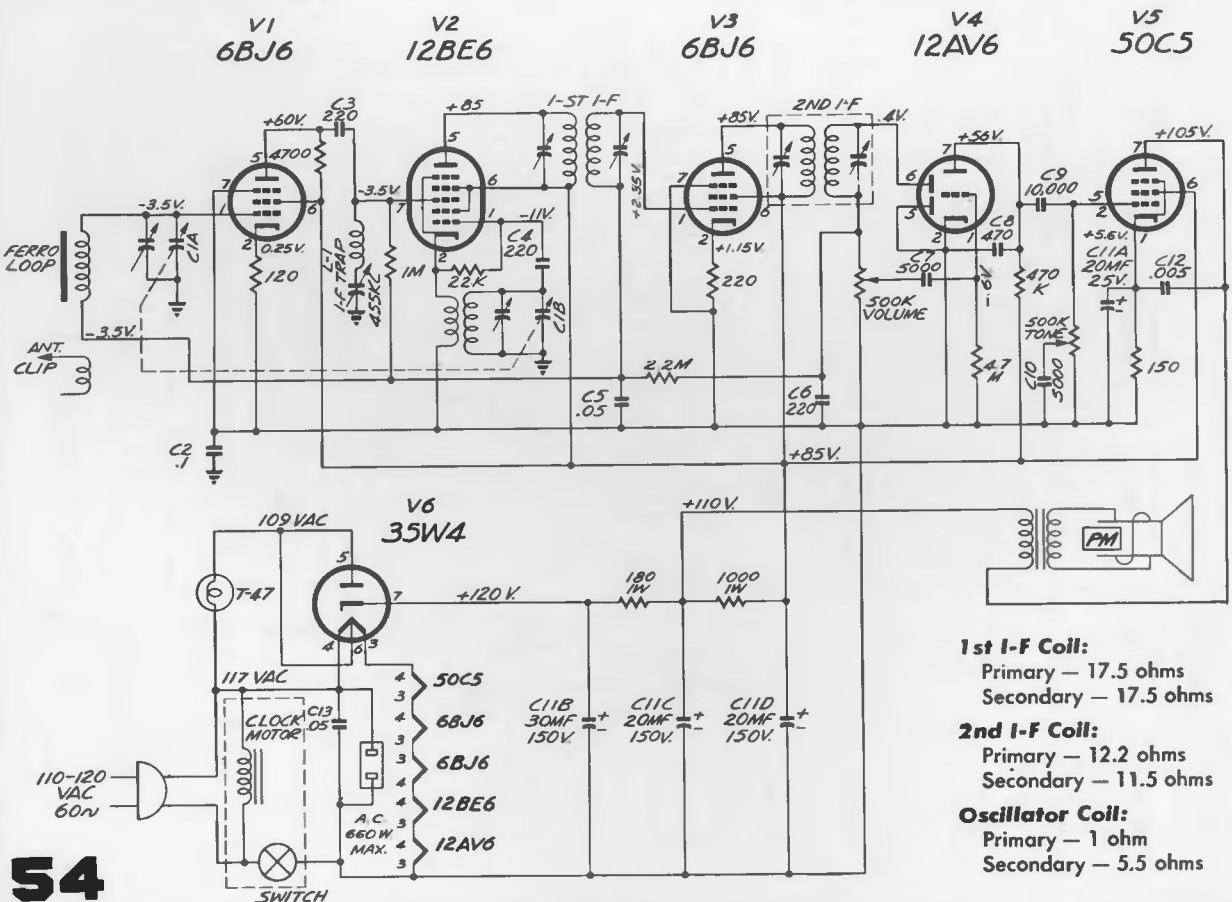 V1
6BJ6
V2
12BE6
V3
6BJ6
V4
12AV6
V5
50C5
+60V.
C3
220
4700
5
7
1
6
2
-3.5V.
0.25V.
120
C1A
FERRO
LOOP
-3.5V.
ANT.
CLIP
C2
.1
L-1
I-F TRAP
455KC
-3.5V.
1M
+85
5
7
6
1
2
-11V.
C4
220
22K
C1B
1-ST I-F
+2.35V.
2.2M
C5
.05
+85V.
5
7
1
6
2
+1.15V.
220
2ND I-F
.4V.
C6
220
500K
VOLUME
C7
5000
6
5
7
2
1
+56V.
C8
470
-.6V.
4.7
M
470
K
C9
10,000
500K
TONE
C10
5000
+105V.
7
5
2
6
1
+5.6V.
C11A
20MF
25V.
+
-
C12
.005
150
+85V.
+110V.
PM
V6
35W4
109 VAC
5
7
4
6
3
T-47
+120V.
180
1W
1000
1W
117 VAC
CLOCK
MOTOR
C13
.05
110-120
VAC
60~
A.C.
660W
MAX.
SWITCH
4
3
50C5
4
3
6BJ6
3
4
6BJ6
4
3
12BE6
4
3
12AV6
C11B
30MF
150V.
+
-
C11C
20MF
150V.
+
-
C11D
20MF
150V.
+
-
1st I-F Coil:
Primary — 17.5 ohms
Secondary — 17.5 ohms
2nd I-F Coil:
Primary — 12.2 ohms
Secondary — 11.5 ohms
Oscillator Coil:
Primary — 1 ohm
Secondary — 5.5 ohms
54